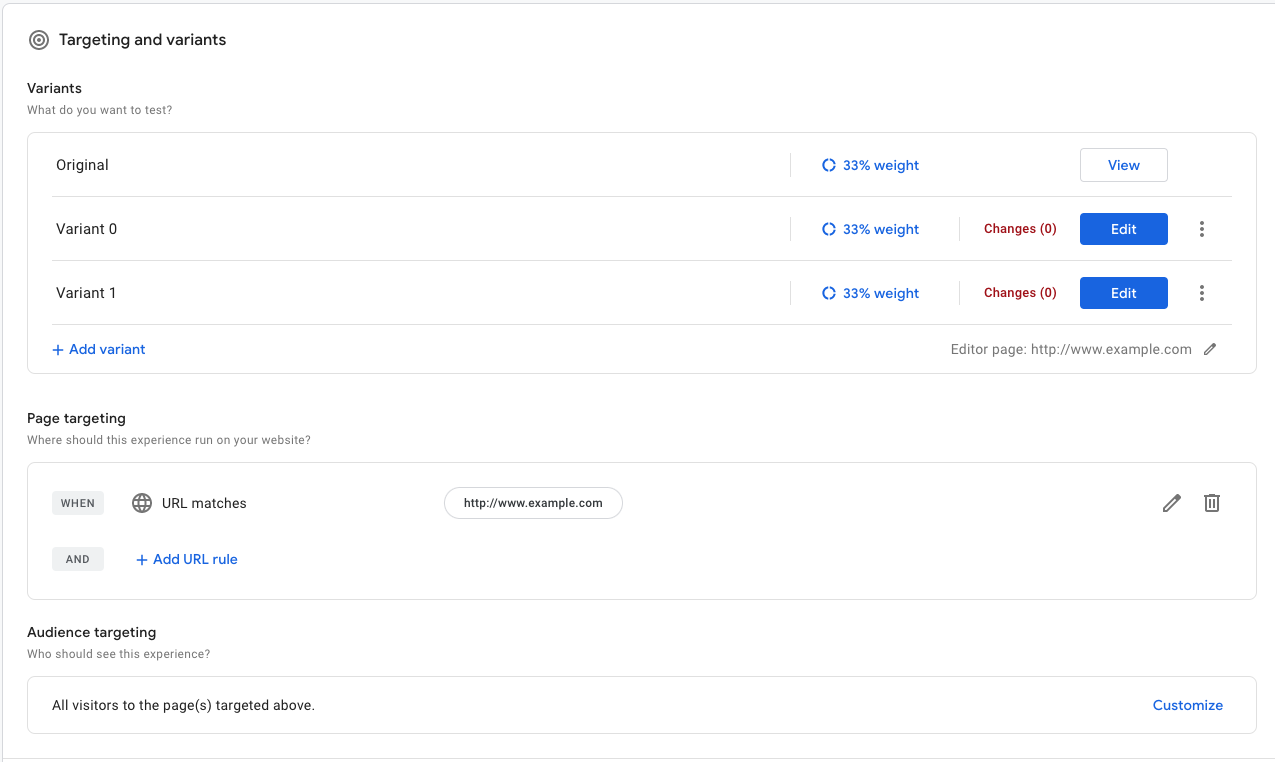 Targeting and variants
Variants
What do you want to test?
Original 33% weight View
Variant 0 33% weight Changes (0) Edit
Variant 1 33% weight Changes (0) Edit
+ Add variant Editor page: http://www.example.com
Page targeting
Where should this experience run on your website?
WHEN URL matches http://www.example.com
AND + Add URL rule
Audience targeting
Who should see this experience?
All visitors to the page(s) targeted above. Customize